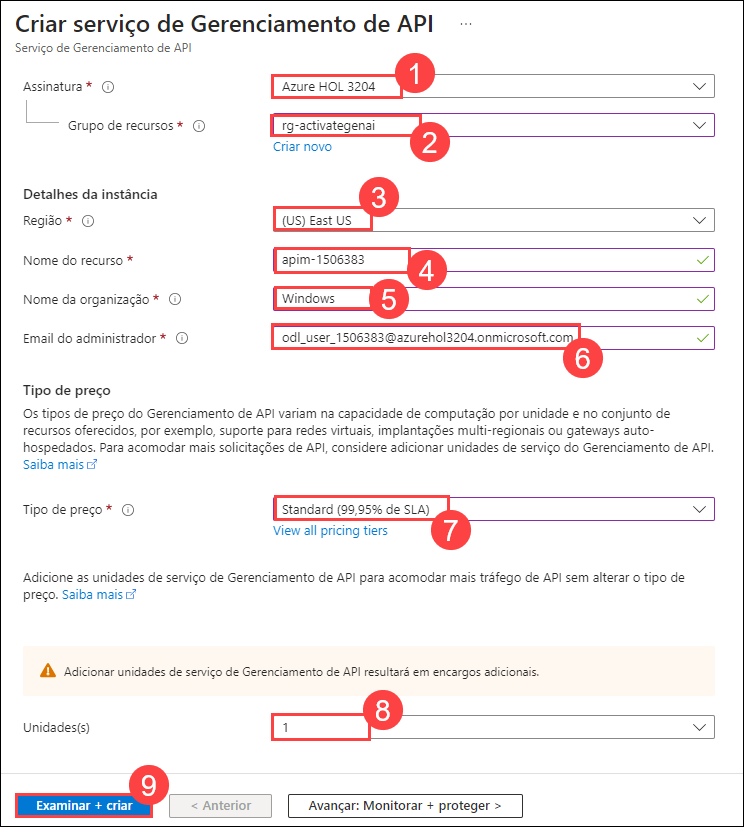 Criar serviço de Gerenciamento de API ...
Serviço de Gerenciamento de API
Assinatura *
Azure HOL 3204
1
Grupo de recursos *
rg-activategenai
2
Criar novo
Detalhes da instância
3
Região *
(US) East US
Nome do recurso *
apim-1506383
4
Nome da organização *
Windows
5
Email do administrador *
odl_user_1506383@azurehol3204.onmicrosoft.com
6
Tipo de preço
Os tipos de preço do Gerenciamento de API variam na capacidade de computação por unidade e no conjunto de
recursos oferecidos, por exemplo, suporte para redes virtuais, implantações multi-regionais ou gateways auto-
hospedados. Para acomodar mais solicitações de API, considere adicionar unidades de serviço do Gerenciamento de API.
Saiba mais
Tipo de preço *
Standard (99,95% de SLA)
7
View all pricing tiers
Adicione as unidades de serviço de Gerenciamento de API para acomodar mais tráfego de API sem alterar o tipo de
preço. Saiba mais
Adicionar unidades de serviço de Gerenciamento de API resultará em encargos adicionais.
8
Unidades(s)
1
9
Examinar + criar
< Anterior
Avançar: Monitorar + proteger >